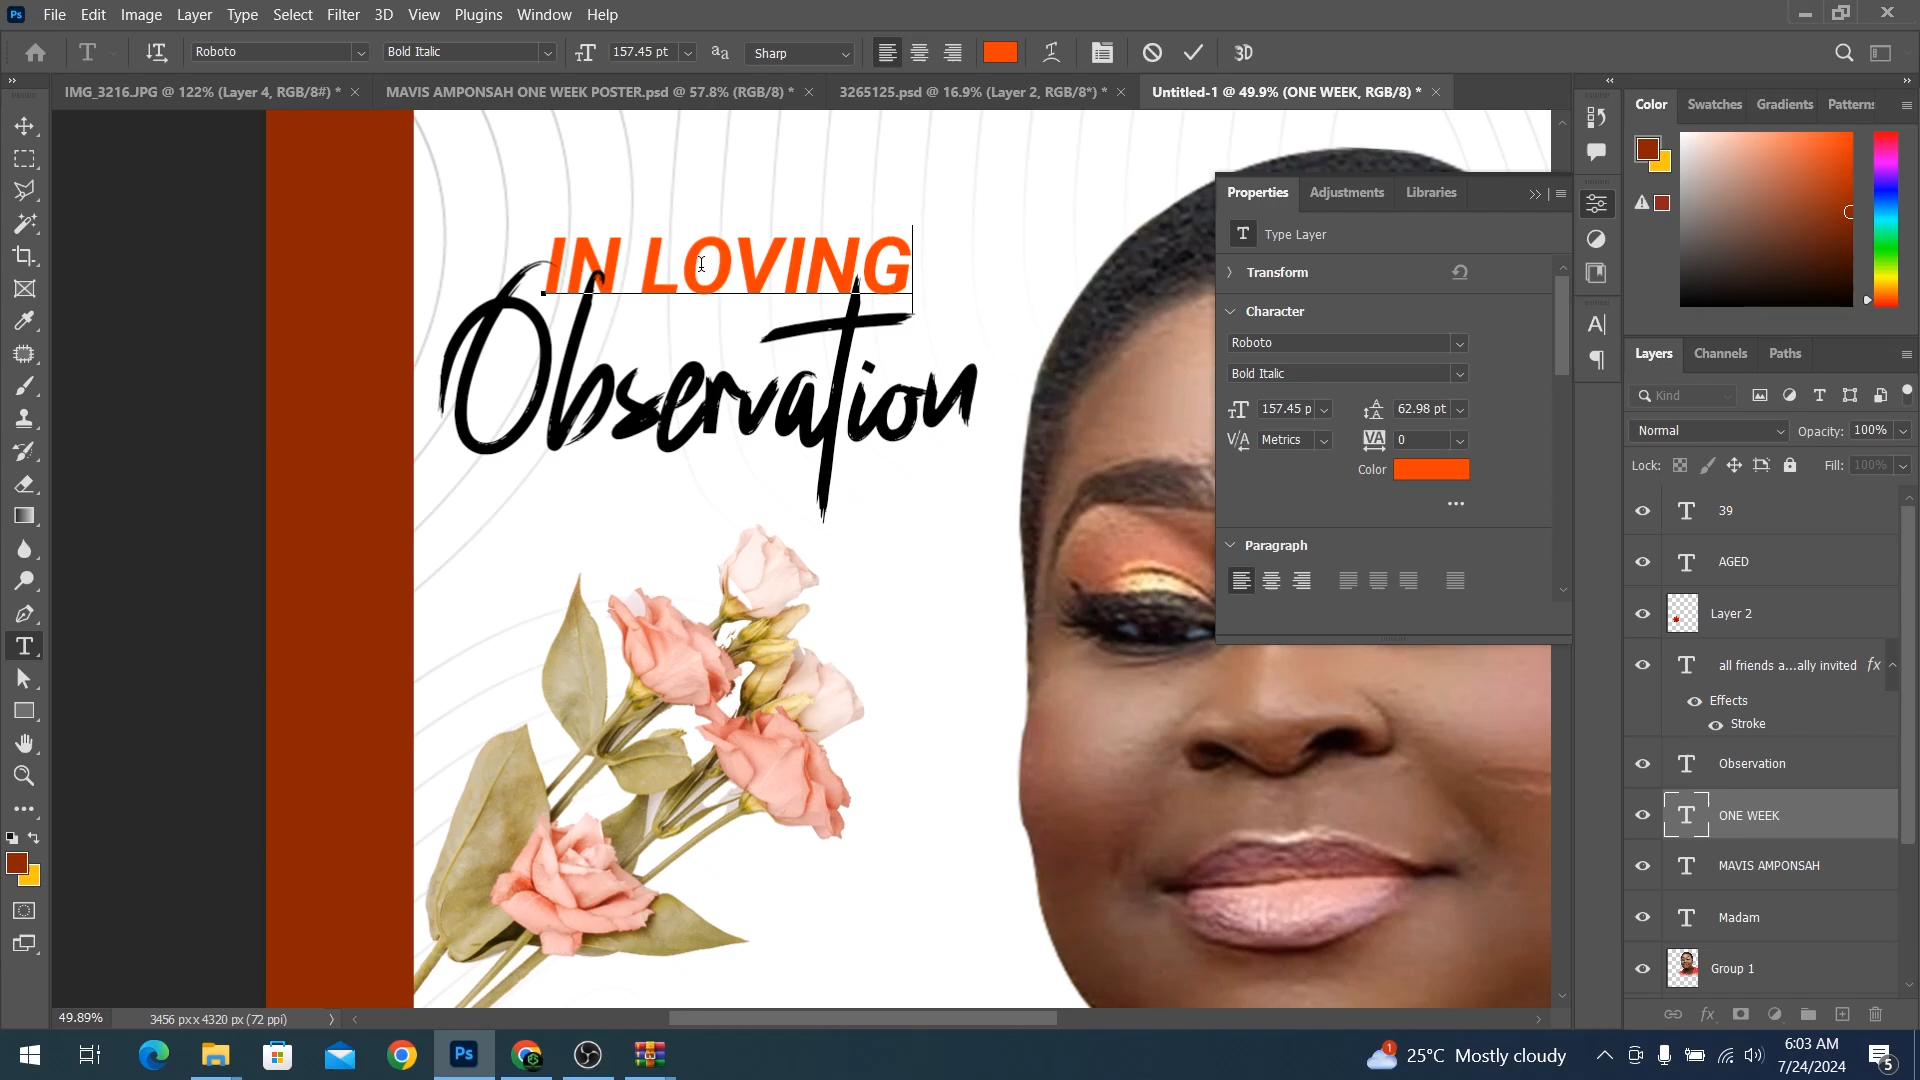 File Edit Image Layer Type Select Filter 3D View Plugins Window Help
Roboto Bold Italic 157.45 pt Sharp 3D
IMG_3216.JPG @ 122% (Layer 4, RGB/8#) * MAVIS AMPONSAH ONE WEEK POSTER.psd @ 57.8% (RGB/8) * 3265125.psd @ 16.9% (Layer 2, RGB/8*) * Untitled-1 @ 49.9% (ONE WEEK, RGB/8) *
Color Swatches Gradients Patterns
IN LOVING
Observation
Properties Adjustments Libraries
Type Layer
Transform
Character
Roboto
Bold Italic
157.45 p 62.98 pt
Metrics 0
Color
Paragraph
Layers Channels Paths
Kind
Normal Opacity: 100%
Lock: Fill: 100%
39
AGED
Layer 2
all friends a...ally invited fx
Effects
Stroke
Observation
ONE WEEK
MAVIS AMPONSAH
Madam
Group 1
49.89% 3456 px x 4320 px (72 ppi)
25°C Mostly cloudy
6:03 AM
7/24/2024
5